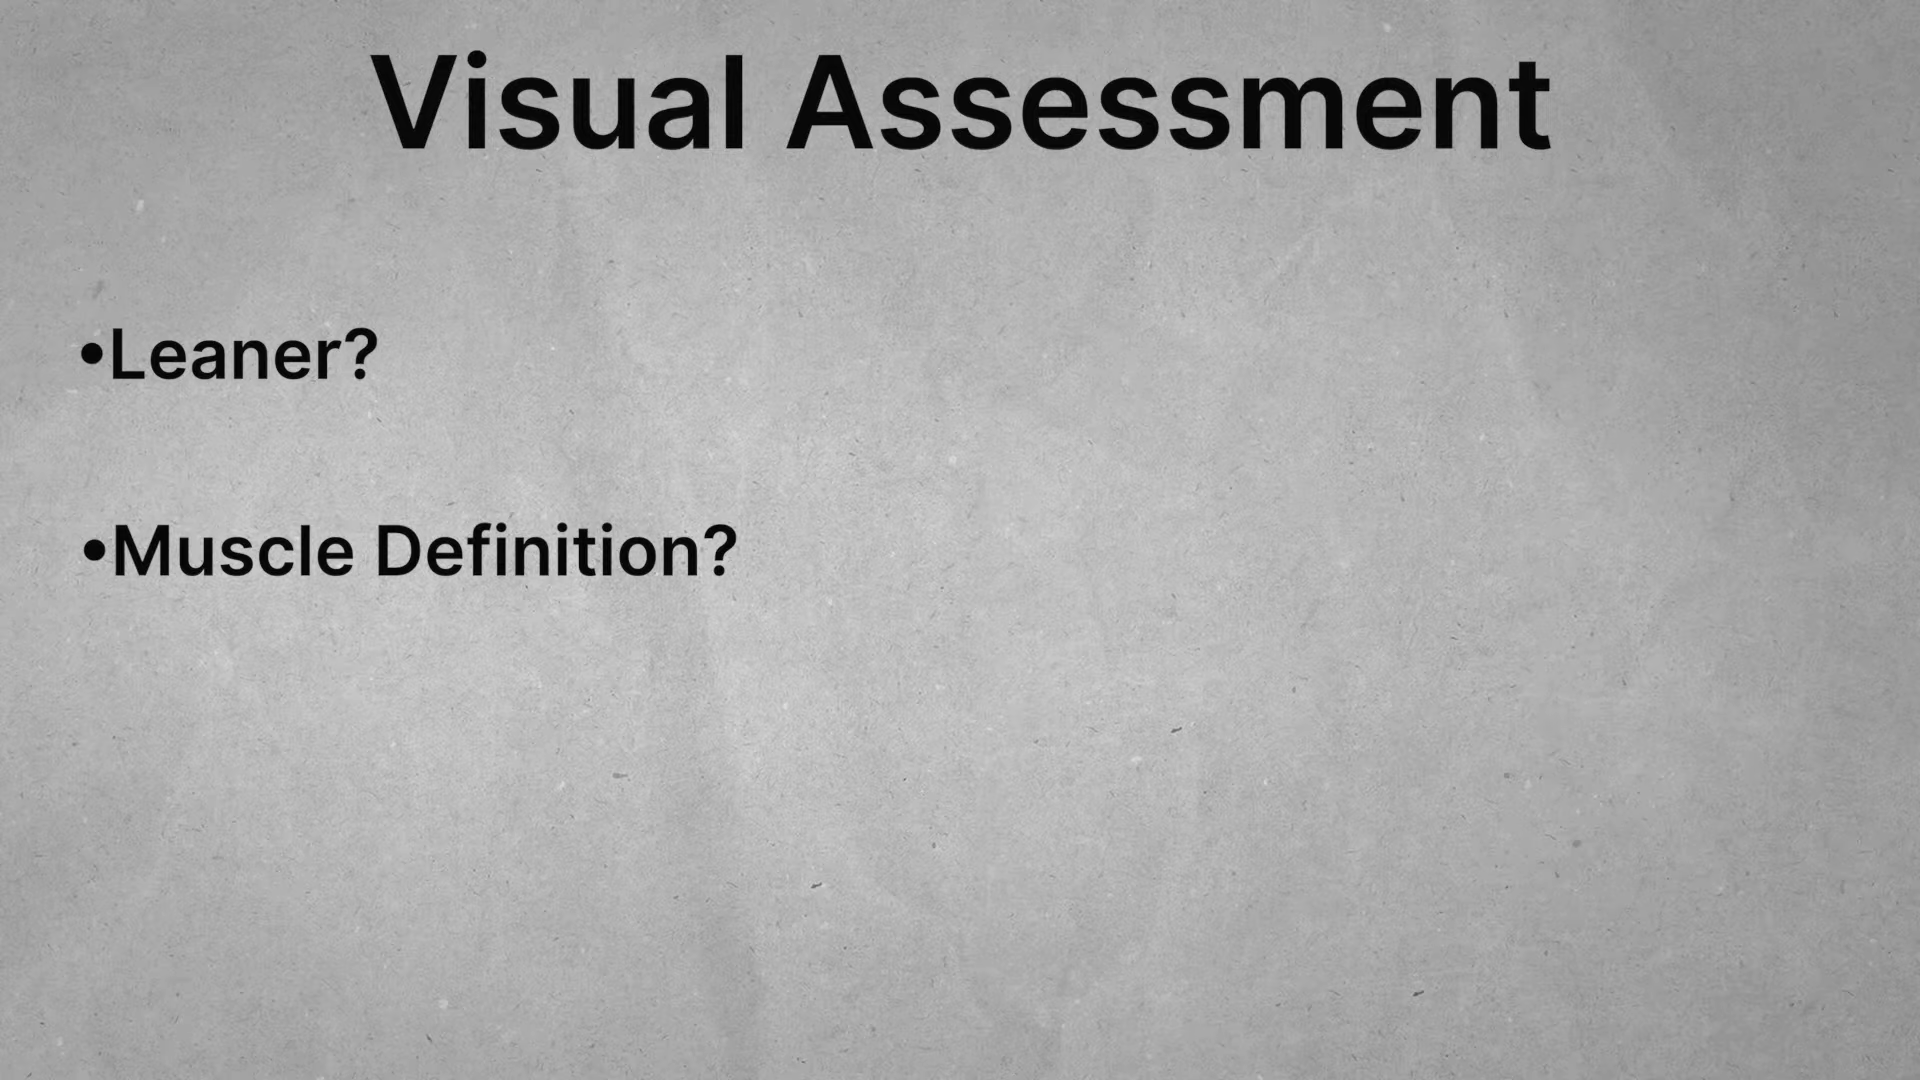 Visual Assessment
•Leaner?
•Muscle Definition?